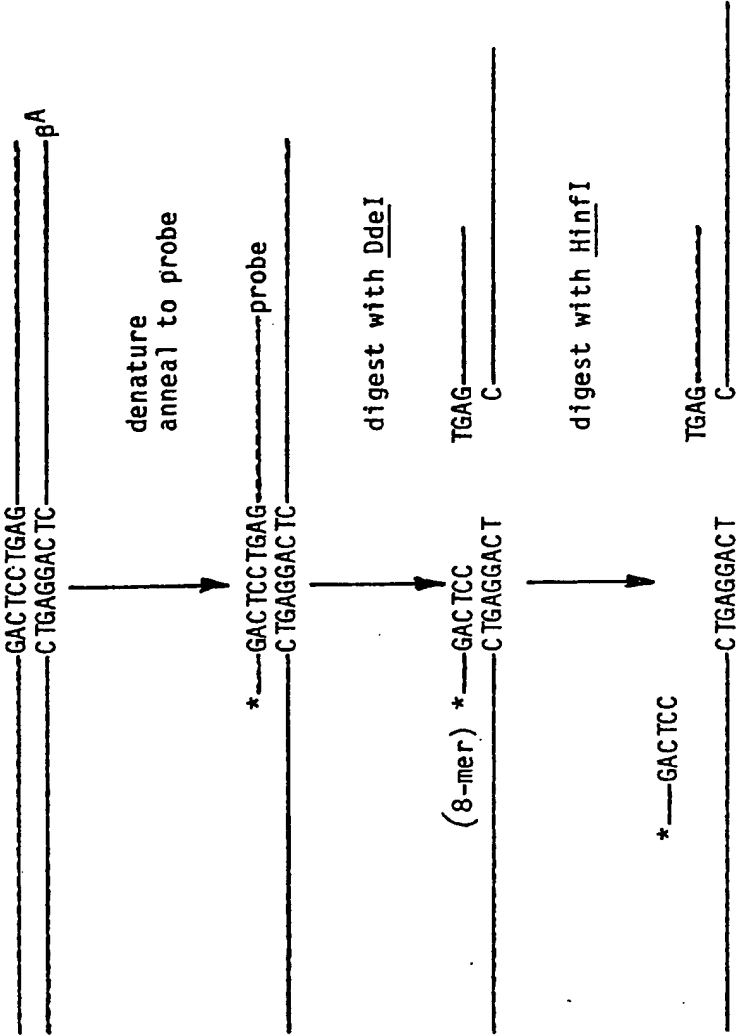 GACTCCTGAG
CTGAGGACTC
βA
denature
anneal to probe
*
GACTCCTGAG
probe
CTGAGGACTC
digest with DdeI
(8-mer) *
GACTCC
TGAG
CTGAGGACT
C
digest with HinfI
*
GACTCC
TGAG
CTGAGGACT
C